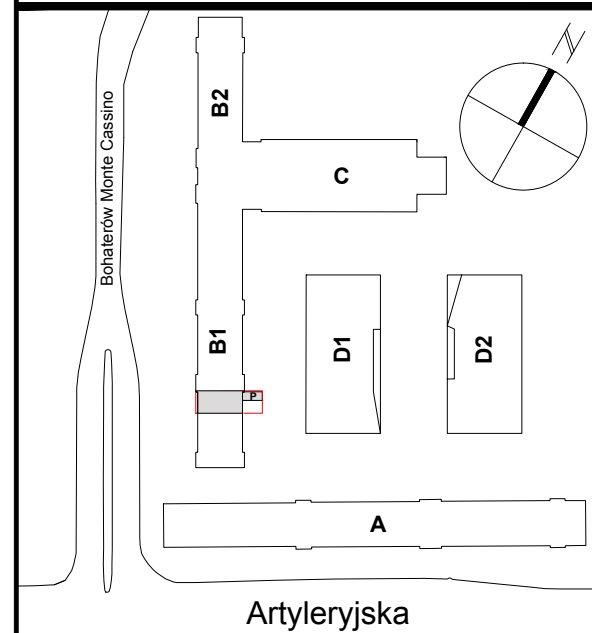 Bohaterów Monte Cassino
B2
N
C
B1
D1
D2
P
A
Artyleryjska